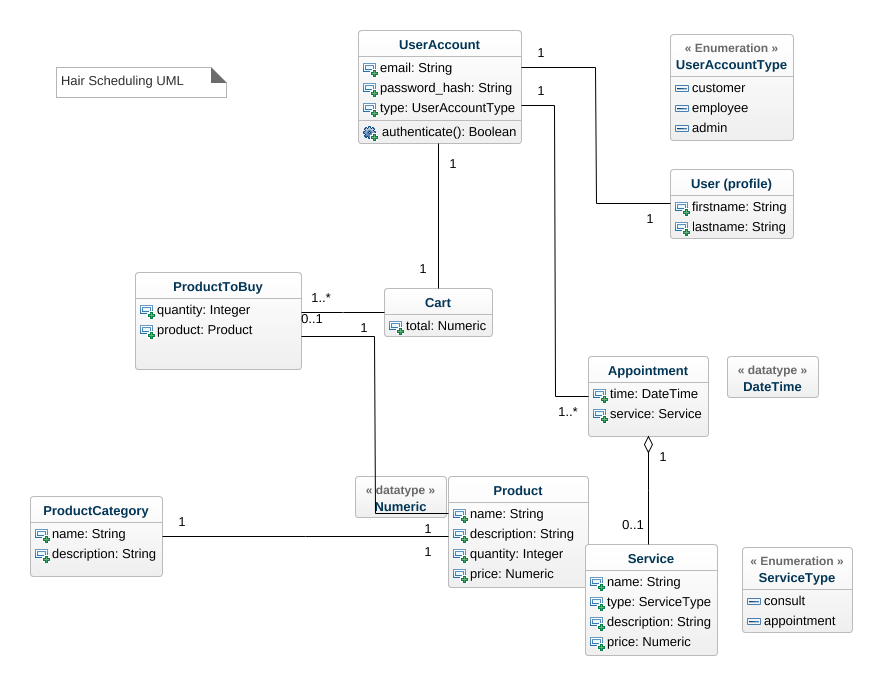 Hair Scheduling UML
UserAccount
email: String
password_hash: String
type: UserAccountType
authenticate(): Boolean
1
1
« Enumeration »
UserAccountType
customer
employee
admin
User (profile)
firstname: String
lastname: String
1
1
1
ProductToBuy
quantity: Integer
product: Product
1..*
0..1
1
Cart
total: Numeric
Appointment
time: DateTime
service: Service
1..*
« datatype »
DateTime
1
0..1
ProductCategory
name: String
description: String
1
« datatype »
Numeric
1
1
Product
name: String
description: String
quantity: Integer
price: Numeric
Service
name: String
type: ServiceType
description: String
price: Numeric
« Enumeration »
ServiceType
consult
appointment